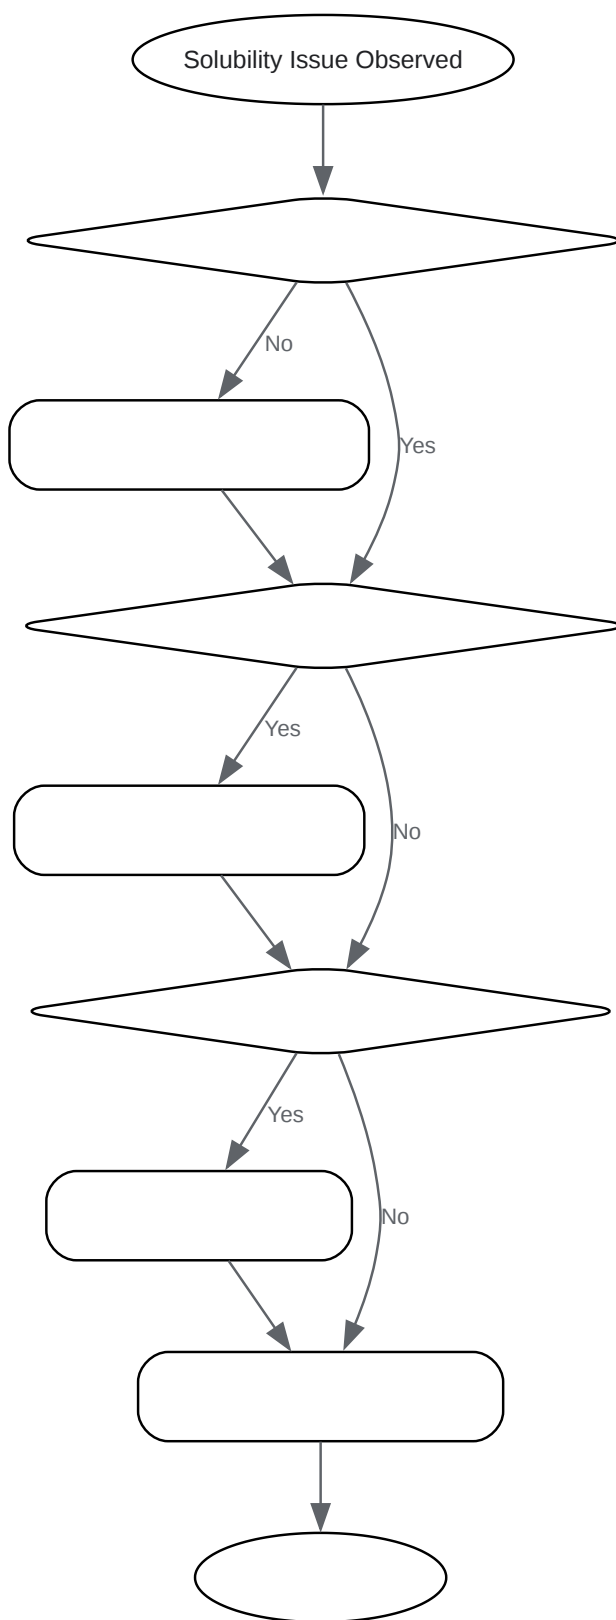 Solubility Issue Observed
No
Yes
Yes
No
Yes
No